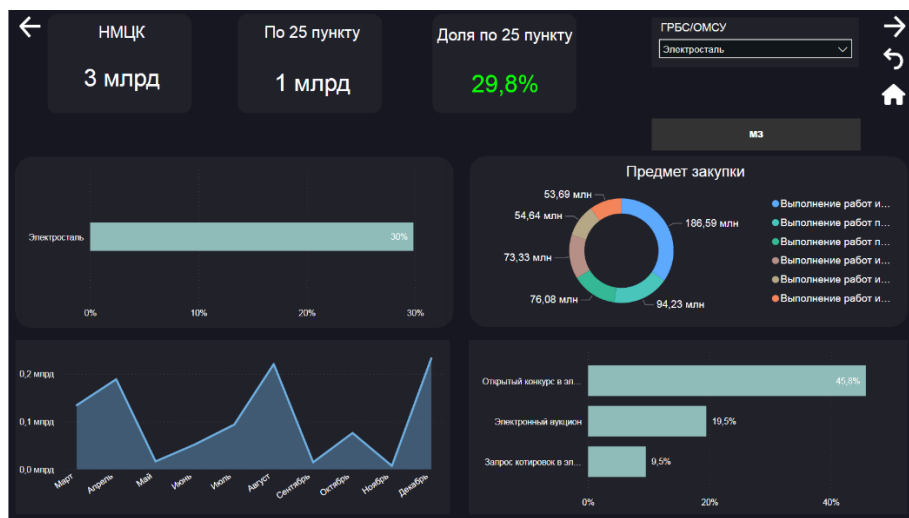 НМЦК
3 млрд
По 25 пункту
1 млрд
Доля по 25 пункту
29,8%
ГРБС/ОМСУ
Электросталь
МЗ
Электросталь
30%
0%
10%
20%
30%
Предмет закупки
53,69 млн
54,64 млн
73,33 млн
76,08 млн
94,23 млн
186,59 млн
Выполнение работ и...
Выполнение работ п...
Выполнение работ п...
Выполнение работ и...
Выполнение работ и...
Выполнение работ и...
0,2 млрд
0,1 млрд
0,0 млрд
Март
Апрель
Май
Июнь
Июль
Август
Сентябрь
Октябрь
Ноябрь
Декабрь
Открытый конкурс в эл...
45,8%
Электронный аукцион
19,5%
Запрос котировок в эл...
9,5%
0%
20%
40%